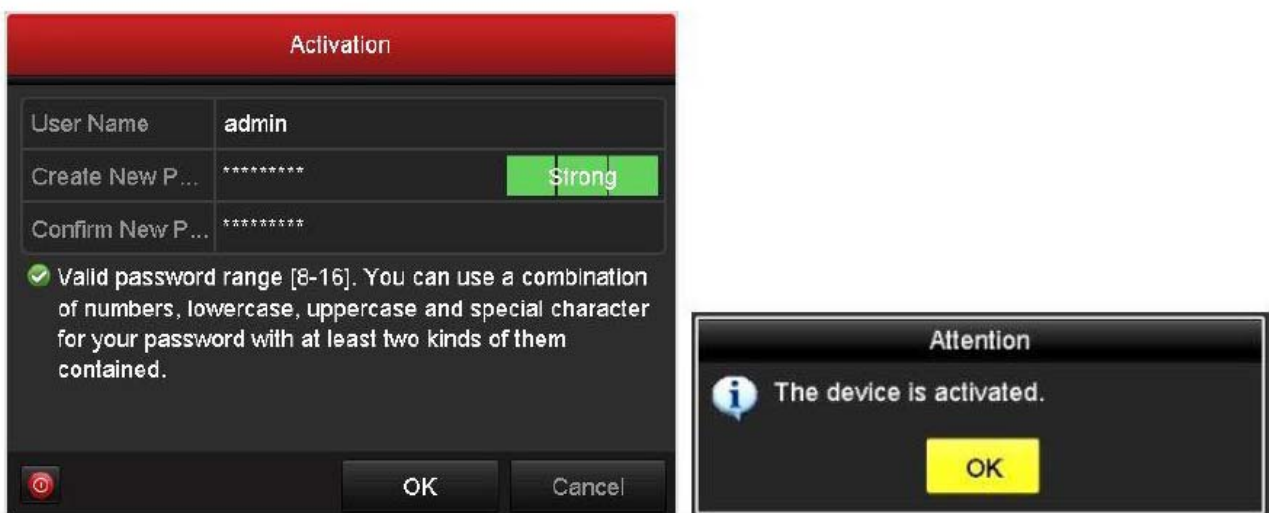 Activation
User Name admin
Create New P... ********* Strong
Confirm New P... *********
Valid password range [8-16]. You can use a combination
of numbers, lowercase, uppercase and special character
for your password with at least two kinds of them
contained.
OK Cancel
Attention
The device is activated.
OK